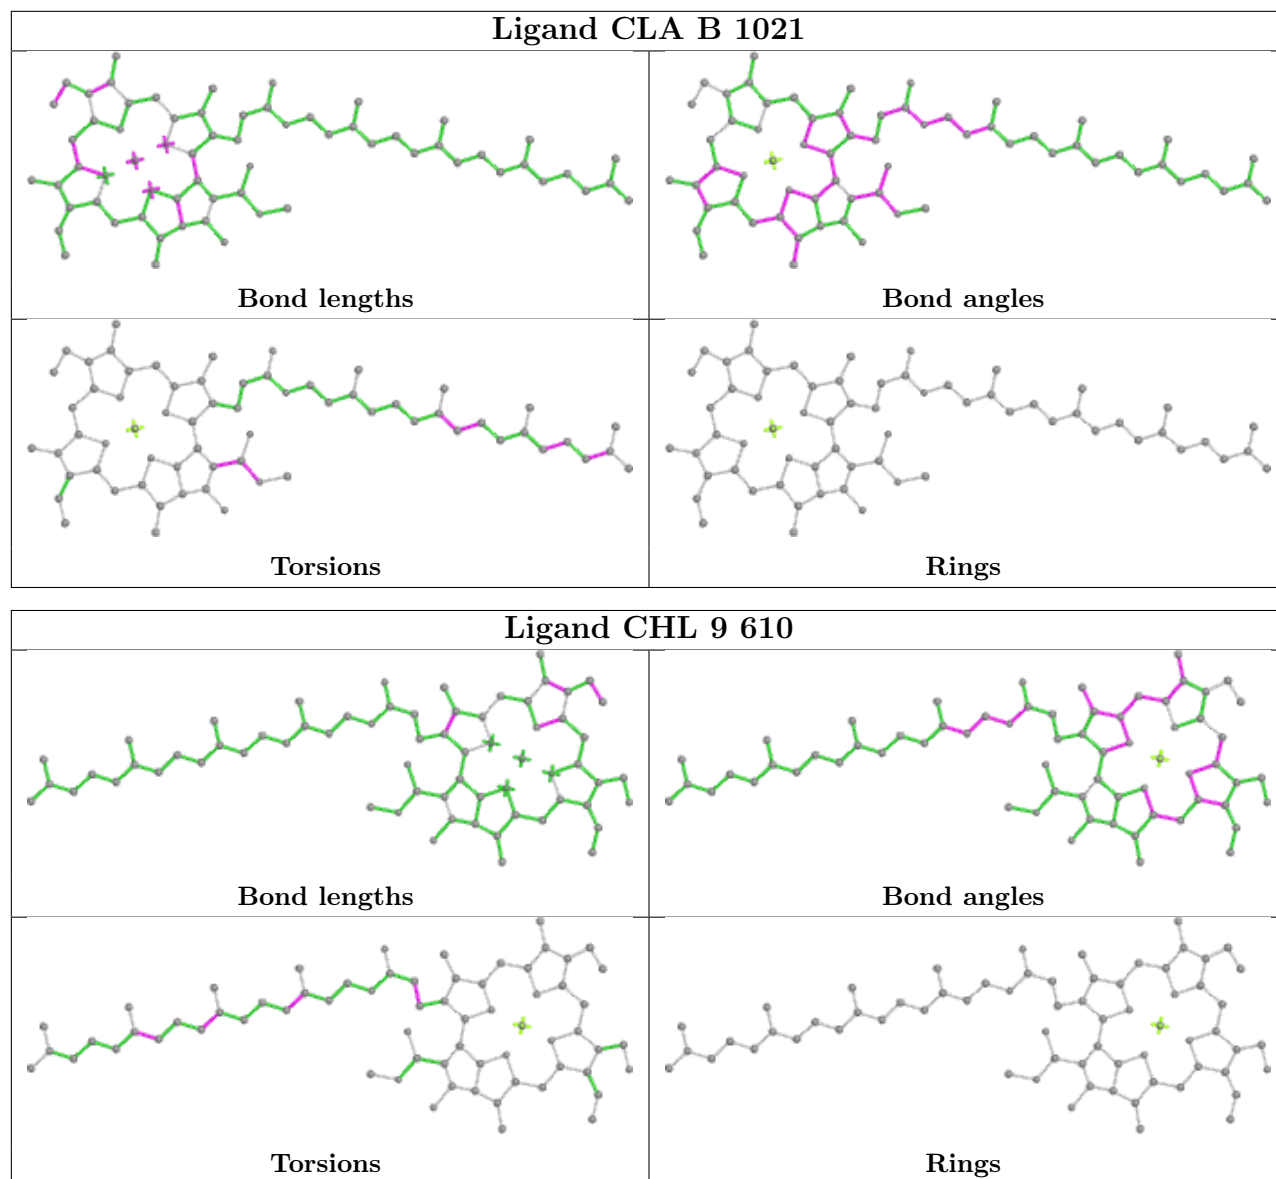 Ligand CLA B 1021
Bond lengths
Bond angles
Torsions
Rings
Ligand CHL 9 610
Bond lengths
Bond angles
Torsions
Rings